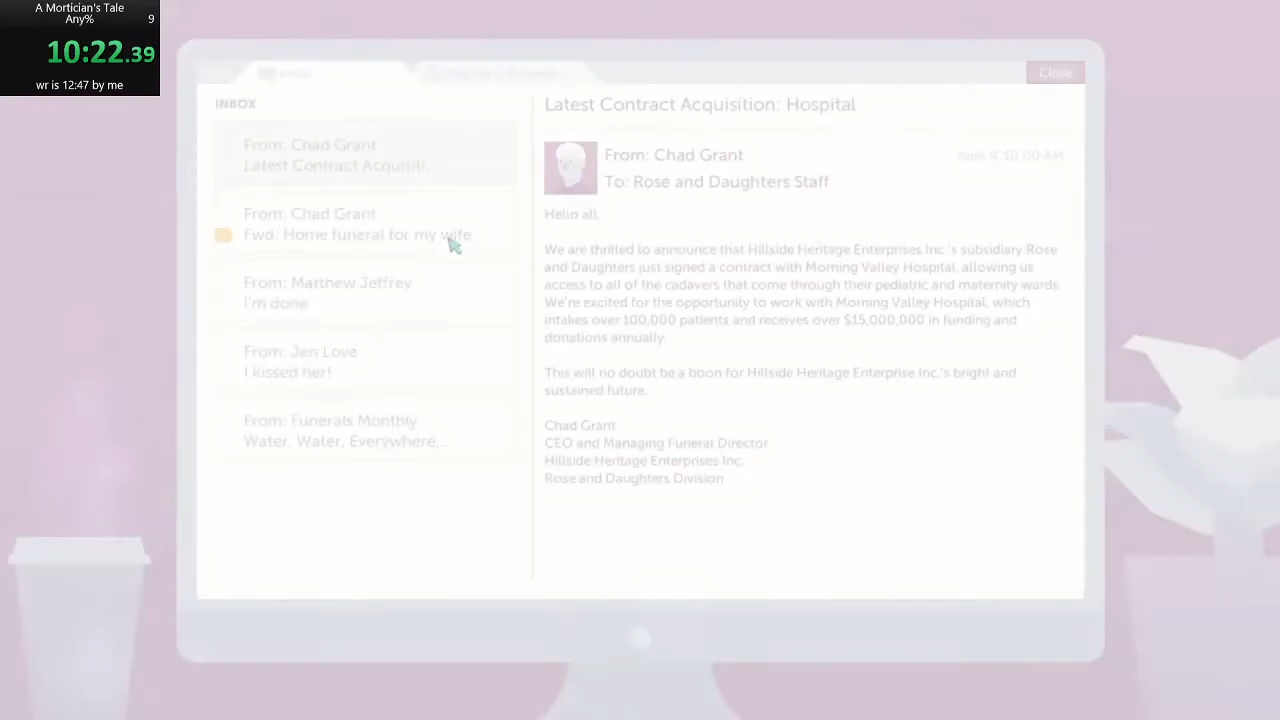 A Mortician's Tale
Any%
9
10:22.39
wr is 12:47 by me
Close
INBOX
From: Chad Grant
Latest Contract Acquisiti...
From: Chad Grant
Fwd: Home funeral for my wife
From: Matthew Jeffrey
I'm done
From: Jen Love
I kissed her!
From: Funerals Monthly
Water, Water, Everywhere...
Latest Contract Acquisition: Hospital
From: Chad Grant
April 9, 10:00 AM
To: Rose and Daughters Staff
Hello all,
We are thrilled to announce that Hillside Heritage Enterprises Inc.'s subsidiary Rose
and Daughters just signed a contract with Morning Valley Hospital, allowing us
access to all of the cadavers that come through their pediatric and maternity wards.
We're excited for the opportunity to work with Morning Valley Hospital, which
intakes over 100,000 patients and receives over $15,000,000 in funding and
donations annually.
This will no doubt be a boon for Hillside Heritage Enterprise Inc.'s bright and
sustained future.
Chad Grant
CEO and Managing Funeral Director
Hillside Heritage Enterprises Inc.
Rose and Daughters Division